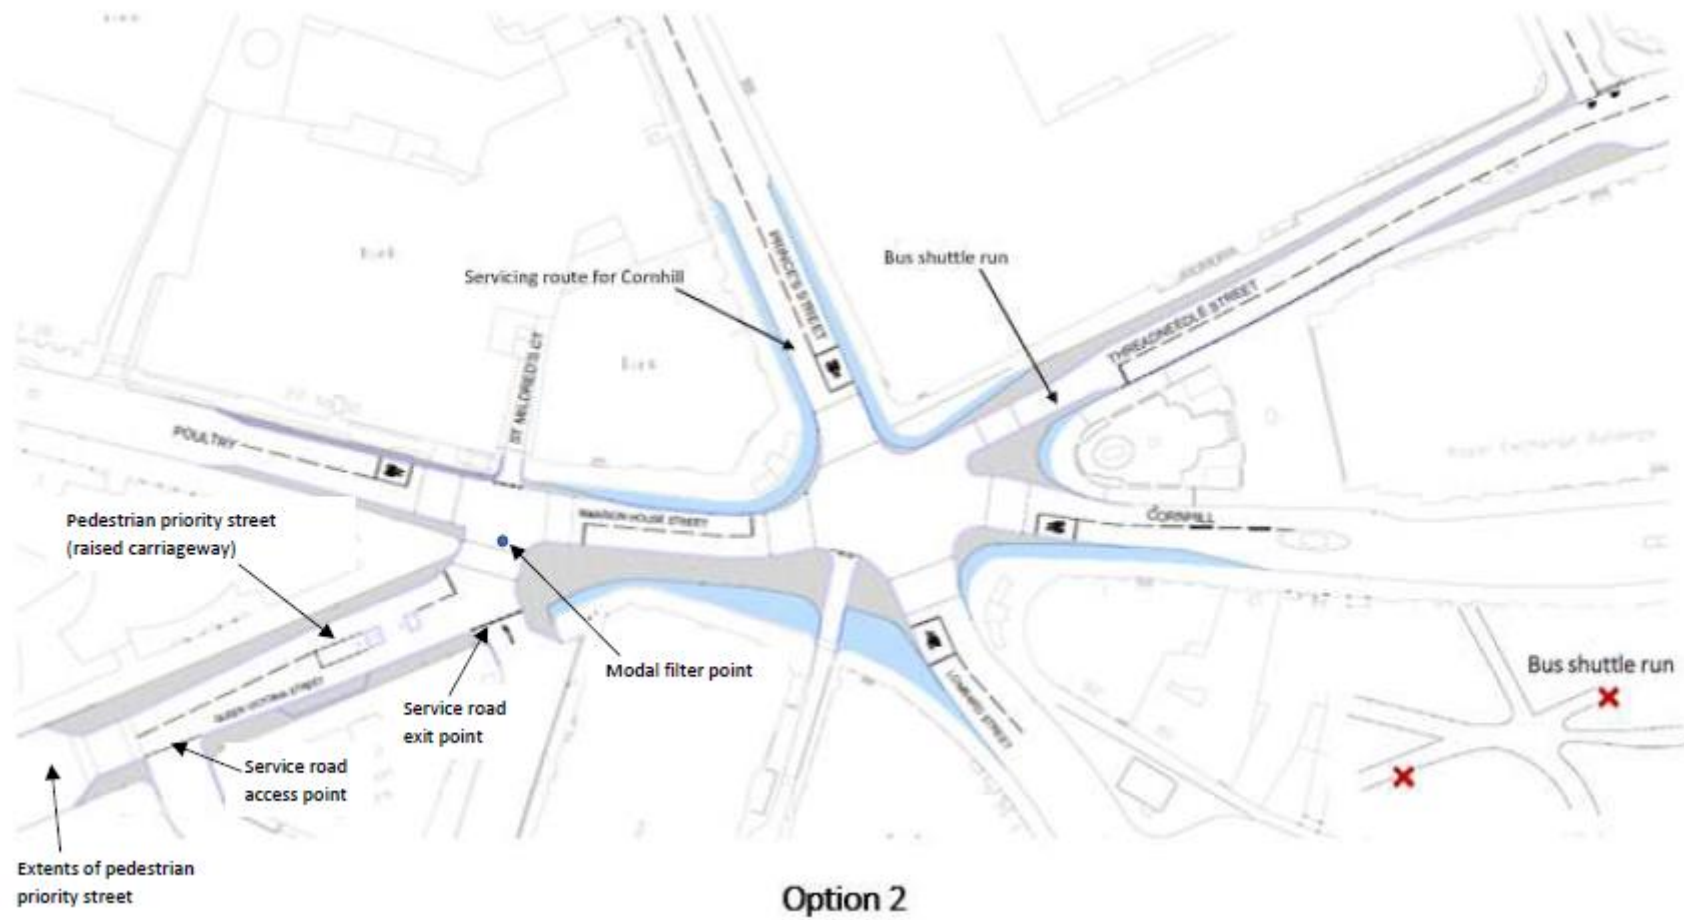 PRINCE'S STREET
Bus shuttle run
Servicing route for Cornhill
THREADNEEDLE STREET
ST MILDRED'S CT
POULTRY
Pedestrian priority street
(raised carriageway)
MANSION HOUSE STREET
CORNHILL
Modal filter point
Service road
exit point
QUEEN VICTORIA STREET
LOMBARD STREET
Service road
access point
Bus shuttle run
Extents of pedestrian
priority street
Option 2